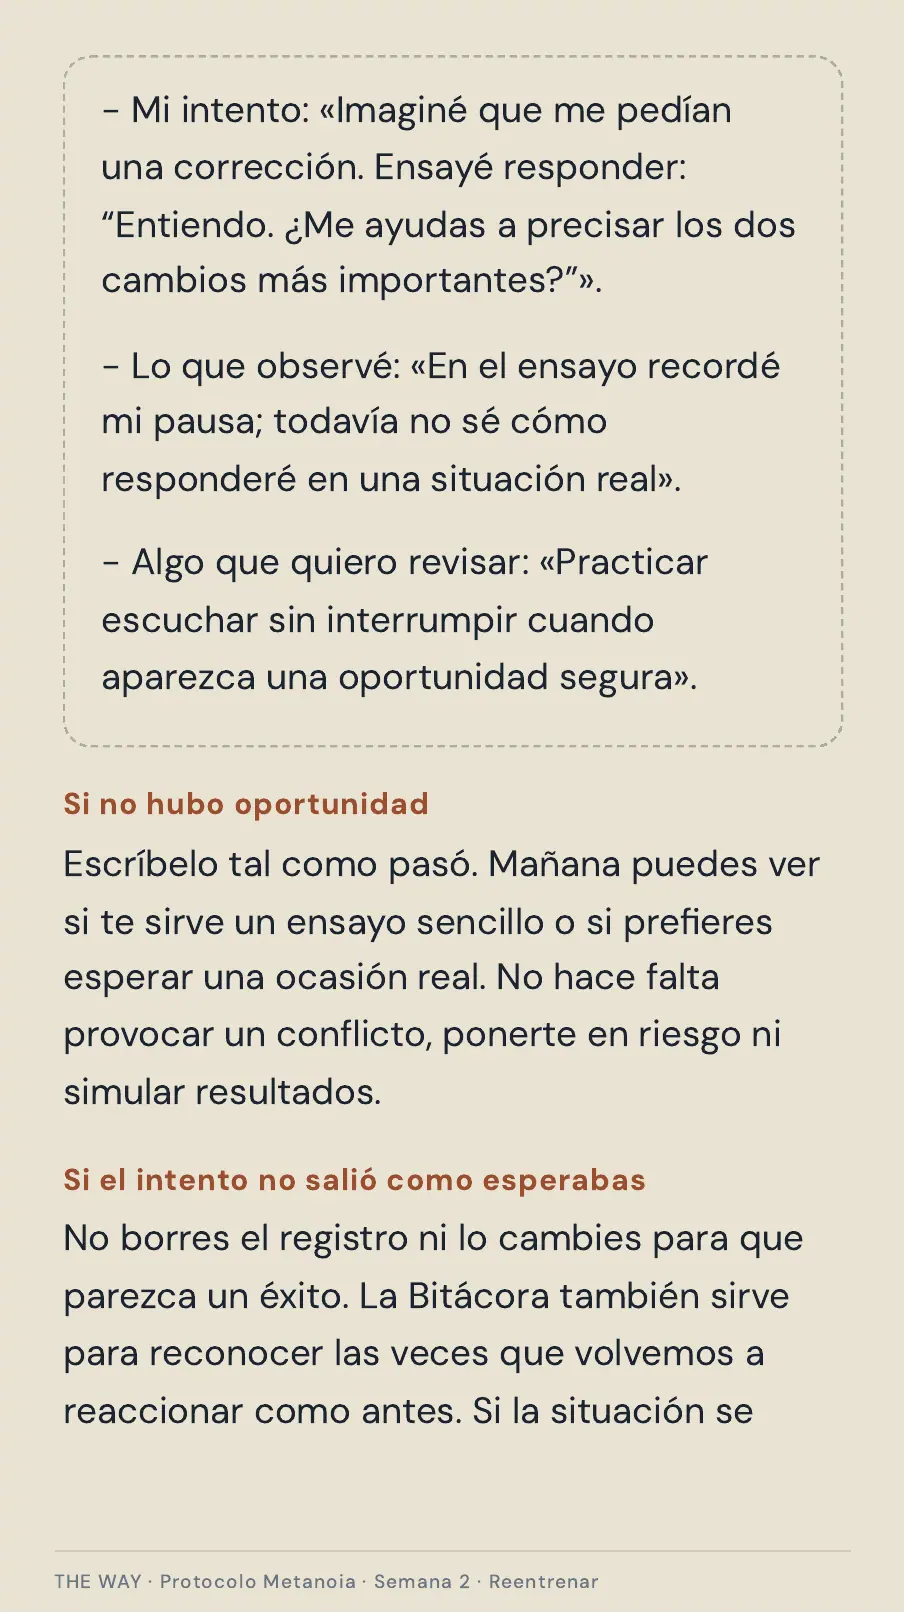 - Mi intento: «Imaginé que me pedían
una corrección. Ensayé responder:
“Entiendo. ¿Me ayudas a precisar los dos
cambios más importantes?”».
- Lo que observé: «En el ensayo recordé
mi pausa; todavía no sé cómo
responderé en una situación real».
- Algo que quiero revisar: «Practicar
escuchar sin interrumpir cuando
aparezca una oportunidad segura».
Si no hubo oportunidad
Escríbelo tal como pasó. Mañana puedes ver
si te sirve un ensayo sencillo o si prefieres
esperar una ocasión real. No hace falta
provocar un conflicto, ponerte en riesgo ni
simular resultados.
Si el intento no salió como esperabas
No borres el registro ni lo cambies para que
parezca un éxito. La Bitácora también sirve
para reconocer las veces que volvemos a
reaccionar como antes. Si la situación se
THE WAY · Protocolo Metanoia · Semana 2 · Reentrenar